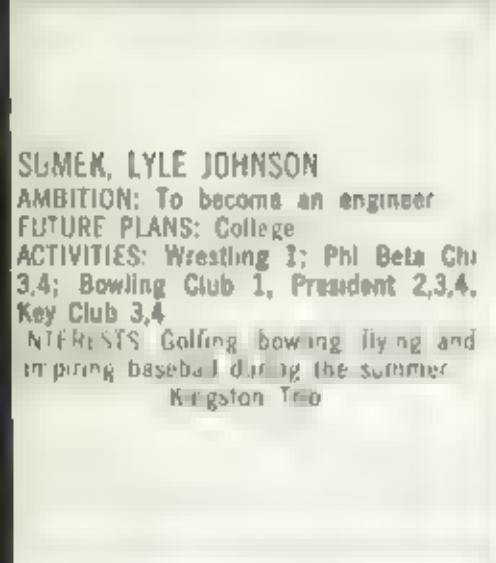 SUMEK, LYLE JOHNSON
AMBITION: To become an engineer
FUTURE PLANS: College
ACTIVITIES: Wrestling 1; Phi Beta Chi
3,4; Bowling Club 1, President 2,3,4,
Key Club 3,4
INTERESTS Golfing bowling flying and
umpiring baseball during the summer
Kingston Trio